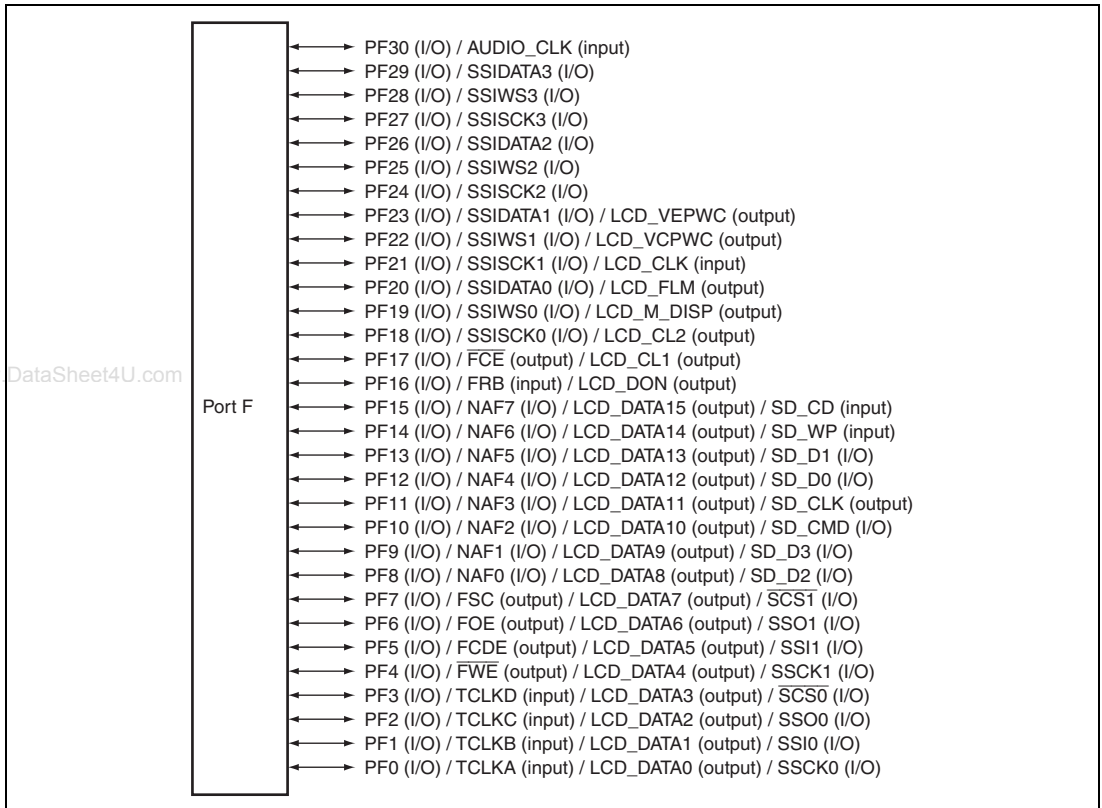 PF30 (I/O) / AUDIO_CLK (input)
PF29 (I/O) / SSIDATA3 (I/O)
PF28 (I/O) / SSIWS3 (I/O)
PF27 (I/O) / SSISCK3 (I/O)
PF26 (I/O) / SSIDATA2 (I/O)
PF25 (I/O) / SSIWS2 (I/O)
PF24 (I/O) / SSISCK2 (I/O)
PF23 (I/O) / SSIDATA1 (I/O) / LCD_VEPWC (output)
PF22 (I/O) / SSIWS1 (I/O) / LCD_VCPWC (output)
PF21 (I/O) / SSISCK1 (I/O) / LCD_CLK (input)
PF20 (I/O) / SSIDATA0 (I/O) / LCD_FLM (output)
PF19 (I/O) / SSIWS0 (I/O) / LCD_M_DISP (output)
PF18 (I/O) / SSISCK0 (I/O) / LCD_CL2 (output)
PF17 (I/O) / F̅C̅E̅ (output) / LCD_CL1 (output)
.DataSheet4U.com
PF16 (I/O) / FRB (input) / LCD_DON (output)
Port F
PF15 (I/O) / NAF7 (I/O) / LCD_DATA15 (output) / SD_CD (input)
PF14 (I/O) / NAF6 (I/O) / LCD_DATA14 (output) / SD_WP (input)
PF13 (I/O) / NAF5 (I/O) / LCD_DATA13 (output) / SD_D1 (I/O)
PF12 (I/O) / NAF4 (I/O) / LCD_DATA12 (output) / SD_D0 (I/O)
PF11 (I/O) / NAF3 (I/O) / LCD_DATA11 (output) / SD_CLK (output)
PF10 (I/O) / NAF2 (I/O) / LCD_DATA10 (output) / SD_CMD (I/O)
PF9 (I/O) / NAF1 (I/O) / LCD_DATA9 (output) / SD_D3 (I/O)
PF8 (I/O) / NAF0 (I/O) / LCD_DATA8 (output) / SD_D2 (I/O)
PF7 (I/O) / FSC (output) / LCD_DATA7 (output) / S̅C̅S̅1̅ (I/O)
PF6 (I/O) / FOE (output) / LCD_DATA6 (output) / SSO1 (I/O)
PF5 (I/O) / FCDE (output) / LCD_DATA5 (output) / SSI1 (I/O)
PF4 (I/O) / F̅W̅E̅ (output) / LCD_DATA4 (output) / SSCK1 (I/O)
PF3 (I/O) / TCLKD (input) / LCD_DATA3 (output) / S̅C̅S̅0̅ (I/O)
PF2 (I/O) / TCLKC (input) / LCD_DATA2 (output) / SSO0 (I/O)
PF1 (I/O) / TCLKB (input) / LCD_DATA1 (output) / SSI0 (I/O)
PF0 (I/O) / TCLKA (input) / LCD_DATA0 (output) / SSCK0 (I/O)